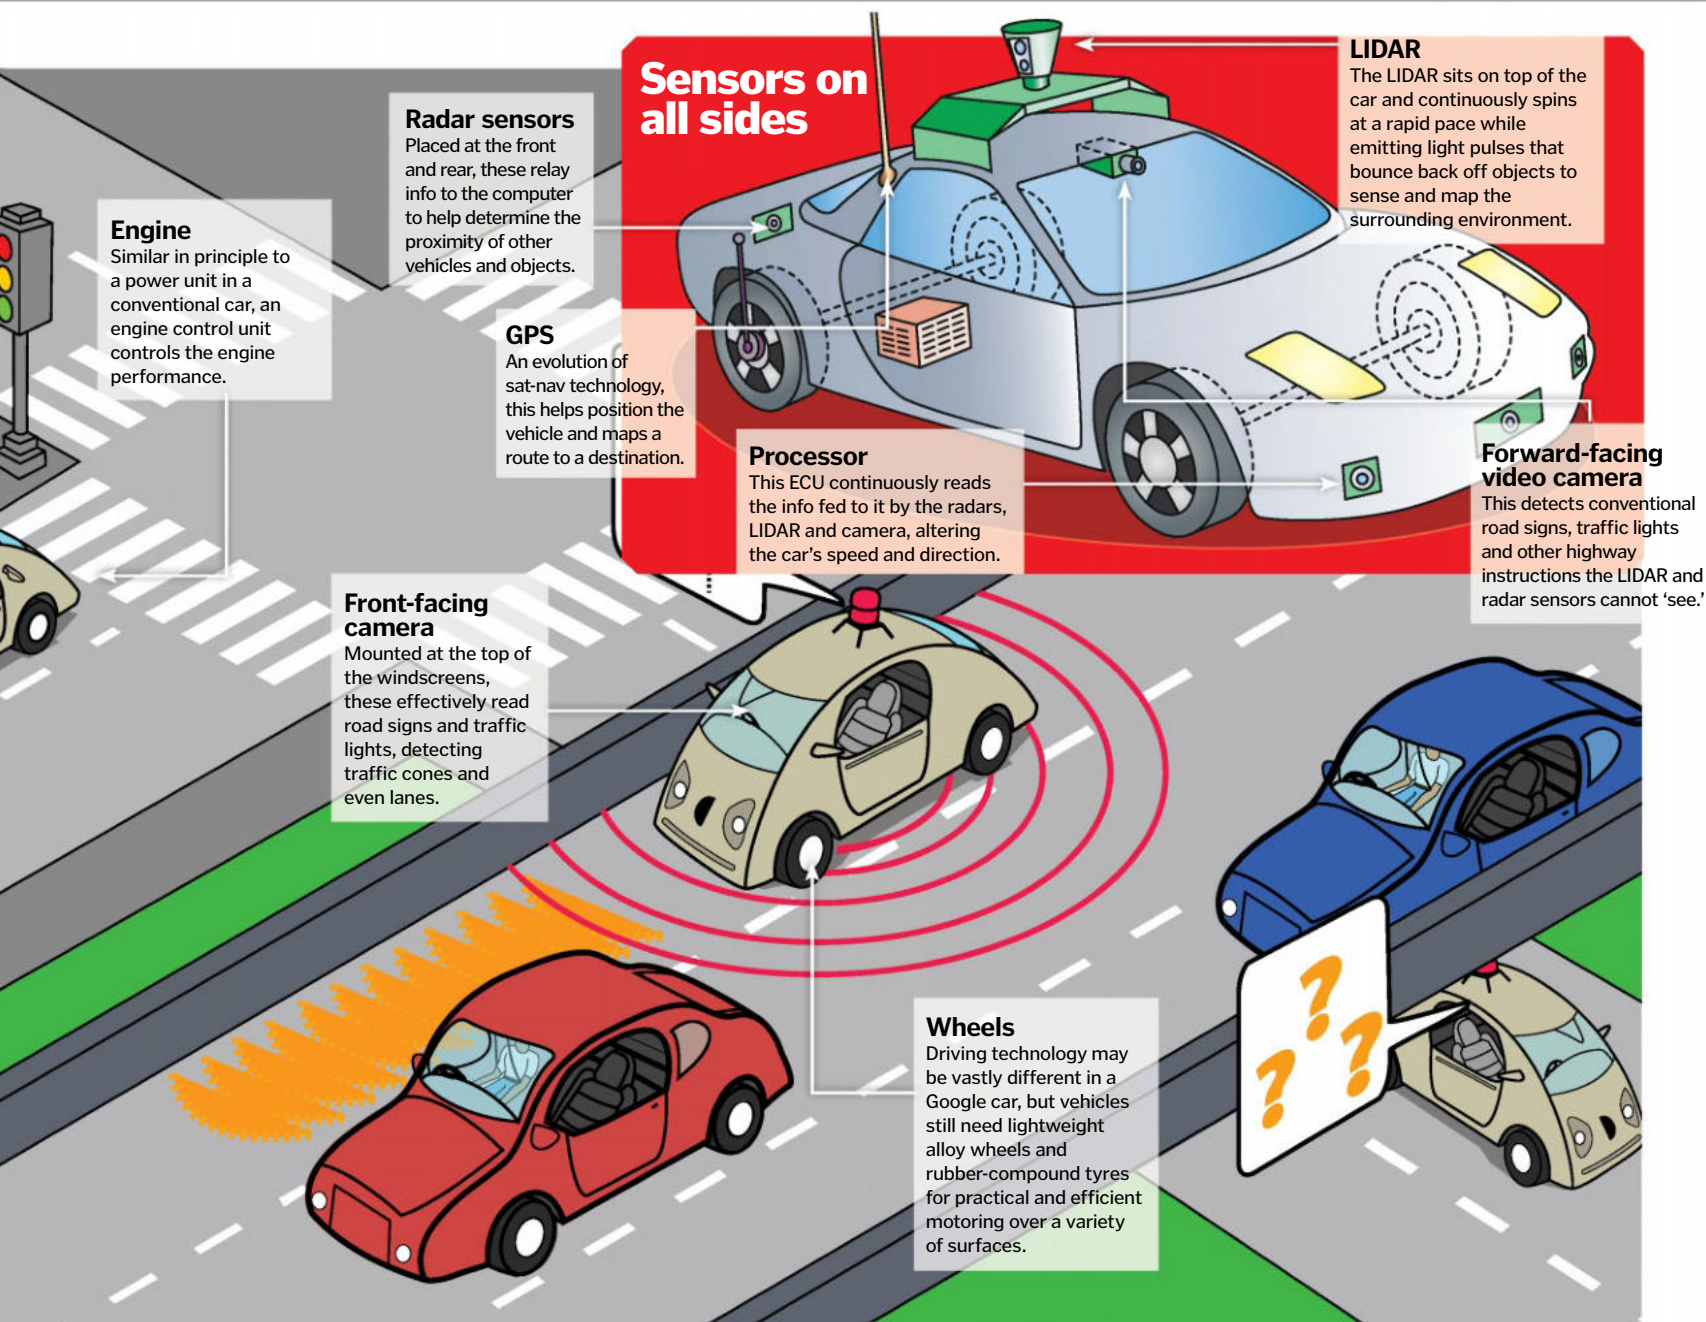 Sensors on
all sides
LIDAR
The LIDAR sits on top of the
car and continuously spins
at a rapid pace while
emitting light pulses that
bounce back off objects to
sense and map the
surrounding environment.
Radar sensors
Placed at the front
and rear, these relay
info to the computer
to help determine the
proximity of other
vehicles and objects.
Engine
Similar in principle to
a power unit in a
conventional car, an
engine control unit
controls the engine
performance.
GPS
An evolution of
sat-nav technology,
this helps position the
vehicle and maps a
route to a destination.
Processor
This ECU continuously reads
the info fed to it by the radars,
LIDAR and camera, altering
the car’s speed and direction.
Forward-facing
video camera
This detects conventional
road signs, traffic lights
and other highway
instructions the LIDAR and
radar sensors cannot ‘see.’
Front-facing
camera
Mounted at the top of
the windscreens,
these effectively read
road signs and traffic
lights, detecting
traffic cones and
even lanes.
Wheels
Driving technology may
be vastly different in a
Google car, but vehicles
still need lightweight
alloy wheels and
rubber-compound tyres
for practical and efficient
motoring over a variety
of surfaces.
? ? ?